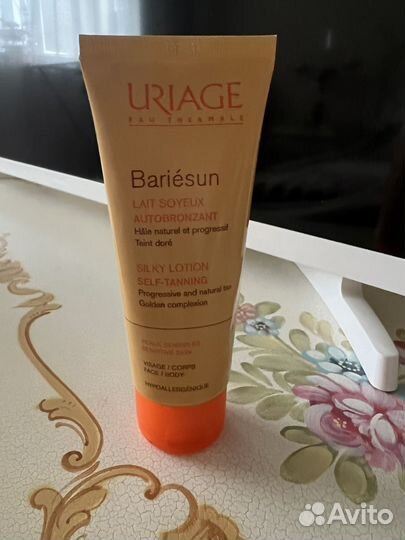 URIAGE
EAU THERMALE
Bariésun
LAIT SOYEUX
AUTOBRONZANT
Hâle naturel et progressif
Teint doré
SILKY LOTION
SELF-TANNING
Progressive and natural tan
Golden complexion
PEAUX SENSIBLES
SENSITIVE SKIN
VISAGE / CORPS
FACE / BODY
HYPOALLERGÉNIQUE
Avito